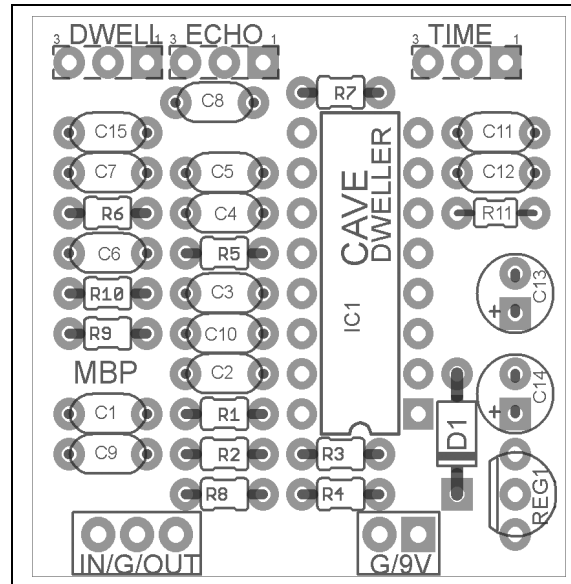 3 DWELL 1
3 ECHO 1
3 TIME 1
C8
R7
C15
C11
C7
C5
C12
R6
C4
R11
CAVE
DWELLER
C6
R5
R10
C3
C13
+
R9
C10
IC1
MBP
C2
C14
+
C1
R1
D1
C9
R2
R3
R8
R4
REG1
IN/G/OUT
G/9V